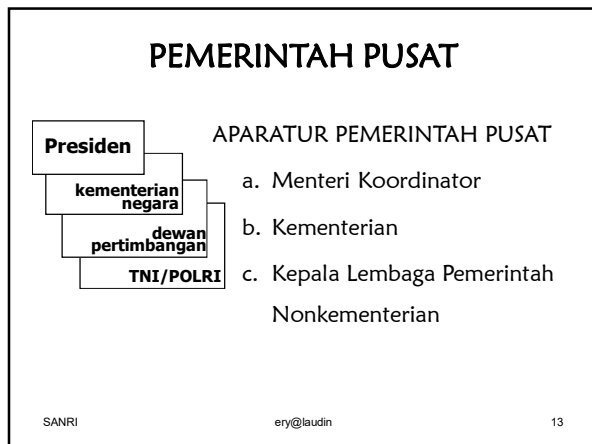 PEMERINTAH PUSAT
Presiden
kementerian
negara
dewan
pertimbangan
TNI/POLRI
APARATUR PEMERINTAH PUSAT
a. Menteri Koordinator
b. Kementerian
c. Kepala Lembaga Pemerintah
Nonkementerian
SANRI
ery@laudin
13